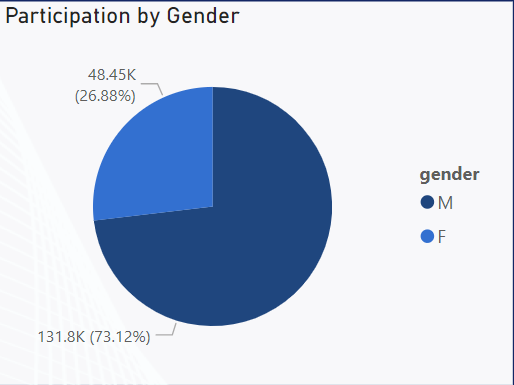 Participation by Gender
48.45K
(26.88%)
gender
M
F
131.8K (73.12%)